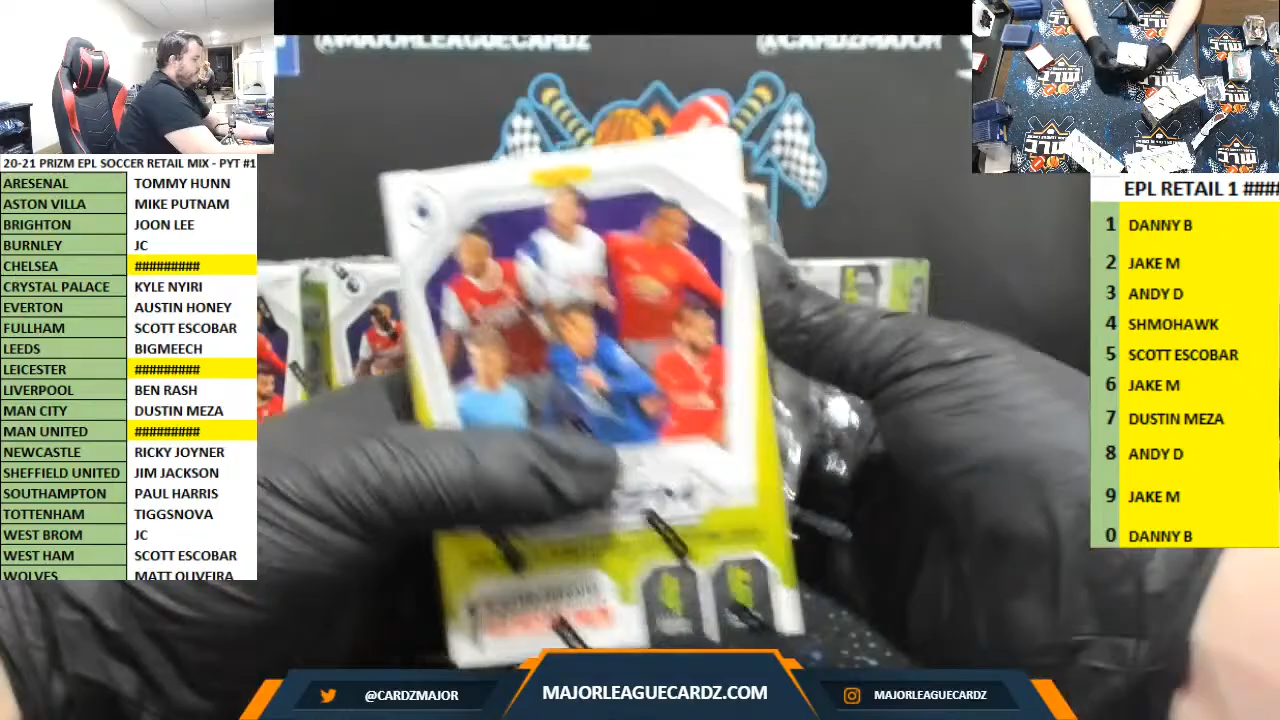 @MAJORLEAGUECARDZ
@CARDZMAJOR
20-21 PRIZM EPL SOCCER RETAIL MIX - PYT #1
ARESENAL TOMMY HUNN
ASTON VILLA MIKE PUTNAM
BRIGHTON JOON LEE
BURNLEY JC
CHELSEA #########
CRYSTAL PALACE KYLE NYIRI
EVERTON AUSTIN HONEY
FULLHAM SCOTT ESCOBAR
LEEDS BIGMEECH
LEICESTER #########
LIVERPOOL BEN RASH
MAN CITY DUSTIN MEZA
MAN UNITED #########
NEWCASTLE RICKY JOYNER
SHEFFIELD UNITED JIM JACKSON
SOUTHAMPTON PAUL HARRIS
TOTTENHAM TIGGSNOVA
WEST BROM JC
WEST HAM SCOTT ESCOBAR
WOLVES MATT OLIVEIRA
EPL RETAIL 1 ####
1 DANNY B
2 JAKE M
3 ANDY D
4 SHMOHAWK
5 SCOTT ESCOBAR
6 JAKE M
7 DUSTIN MEZA
8 ANDY D
9 JAKE M
0 DANNY B
@CARDZMAJOR
MAJORLEAGUECARDZ.COM
MAJORLEAGUECARDZ